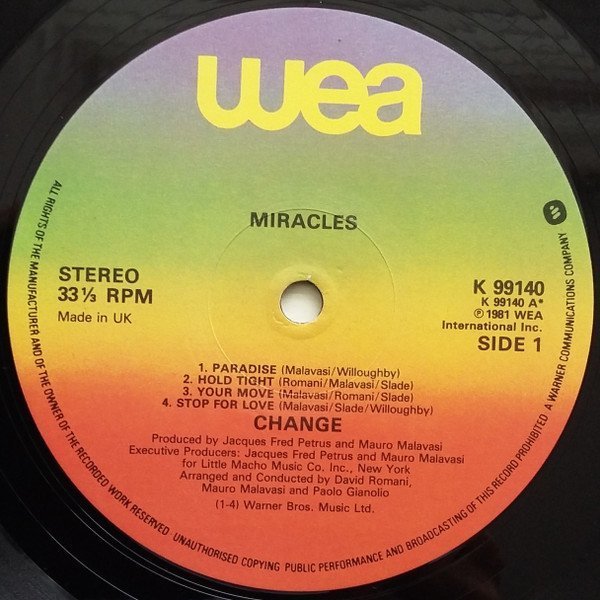 wea
MIRACLES
STEREO
33 1/3 RPM
Made in UK
K 99140
K 99140 A*
℗ 1981 WEA
International Inc.
SIDE 1
1. PARADISE (Malavasi/Willoughby)
2. HOLD TIGHT (Romani/Malavasi/Slade)
3. YOUR MOVE (Malavasi/Romani/Slade)
4. STOP FOR LOVE (Malavasi/Slade/Willoughby)
CHANGE
Produced by Jacques Fred Petrus and Mauro Malavasi
Executive Producers: Jacques Fred Petrus and Mauro Malavasi
for Little Macho Music Co. Inc., New York
Arranged and Conducted by David Romani,
Mauro Malavasi and Paolo Gianolio
(1-4) Warner Bros. Music Ltd.
ALL RIGHTS OF THE MANUFACTURER AND OF THE OWNER OF THE RECORDED WORK RESERVED UNAUTHORISED COPYING PUBLIC PERFORMANCE AND BROADCASTING OF THIS RECORD PROHIBITED A WARNER COMMUNICATIONS COMPANY